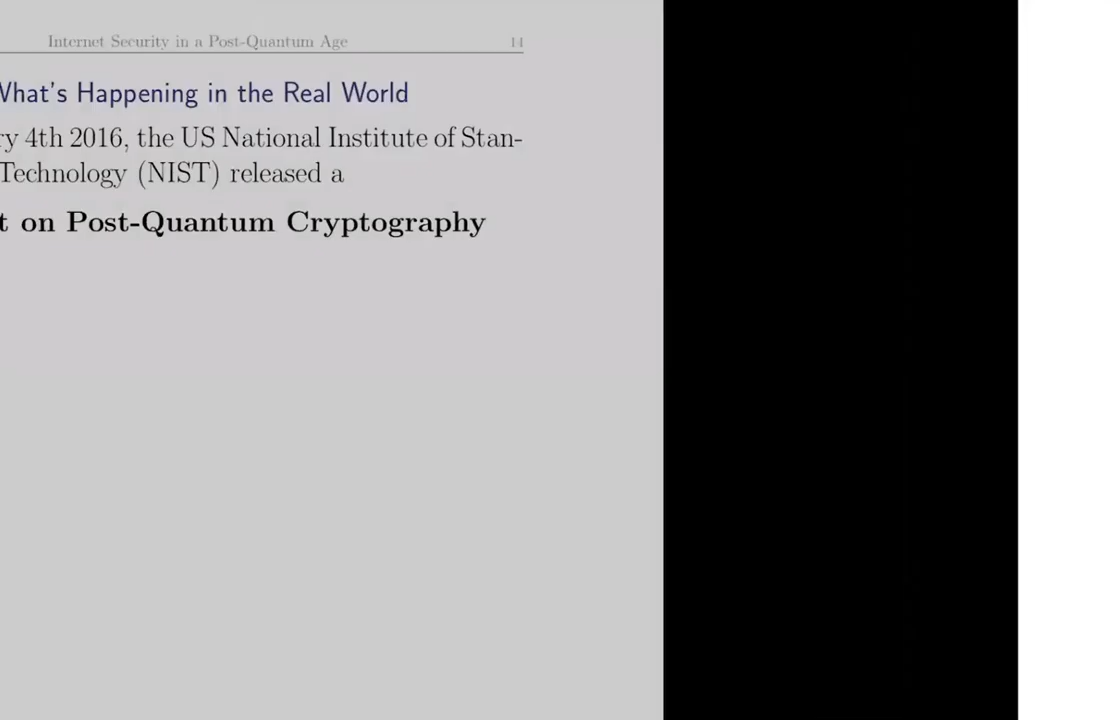 Internet Security in a Post-Quantum Age 14
What's Happening in the Real World
ry 4th 2016, the US National Institute of Stan-
Technology (NIST) released a
t on Post-Quantum Cryptography